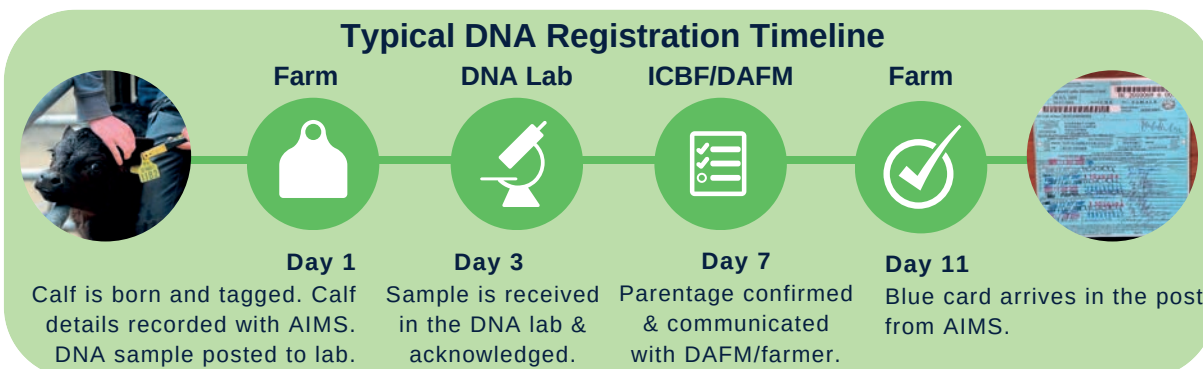 Typical DNA Registration Timeline
Farm
DNA Lab
ICBF/DAFM
Farm
Day 1
Calf is born and tagged. Calf
details recorded with AIMS.
DNA sample posted to lab.
Day 3
Sample is received
in the DNA lab &
acknowledged.
Day 7
Parentage confirmed
& communicated
with DAFM/farmer.
Day 11
Blue card arrives in the post
from AIMS.